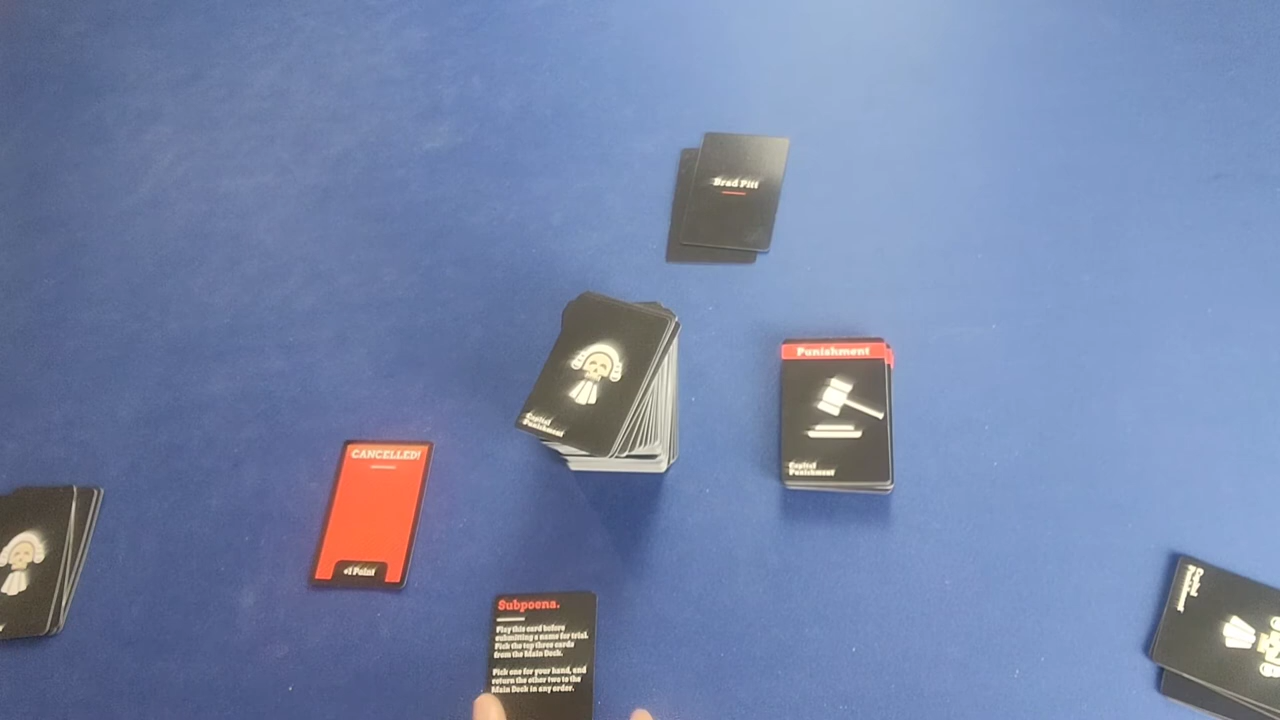 Brad Pitt
Capital
Punishment
Punishment
Capital
Punishment
CANCELLED!
+1 Point
Subpoena.
Play this card before
submitting a name for trial.
Pick the top three cards
from the Main Deck.
Pick one for your hand, and
return the other two to the
Main Deck in any order.
Capital
Punishment